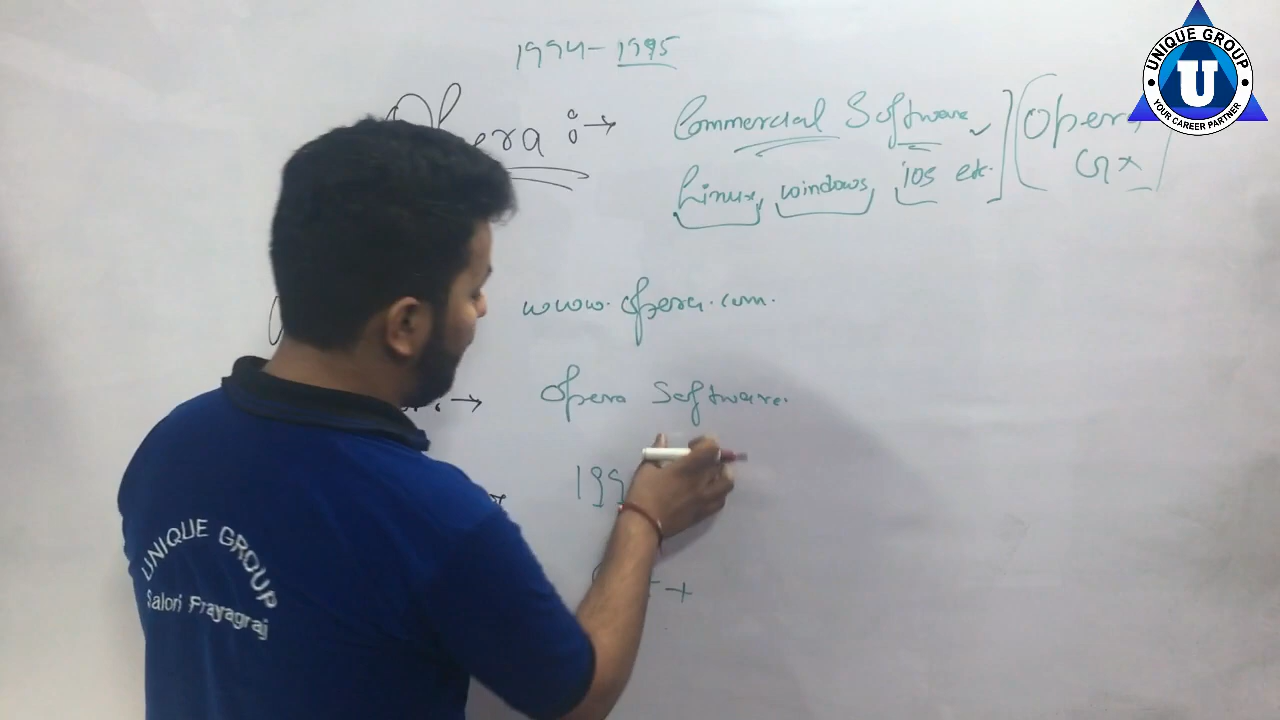 1994-1995
Opera :→
Commercial Software
Linux, windows, ios etc.
Opera
Gx
www.opera.com.
→ Opera Software.
199
++
UNIQUE GROUP
Salori Prayagraj
UNIQUE GROUP
U
YOUR CAREER PARTNER